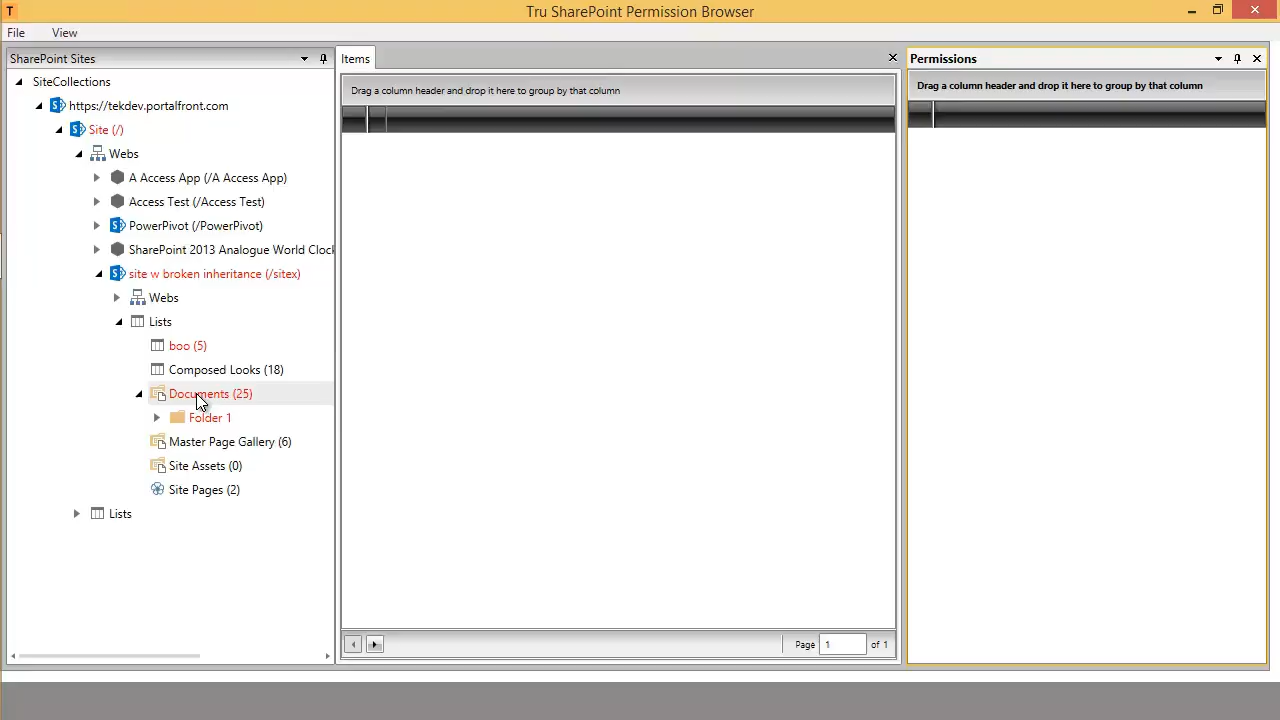 T
Tru SharePoint Permission Browser
File View
SharePoint Sites
SiteCollections
https://tekdev.portalfront.com
Site (/)
Webs
A Access App (/A Access App)
Access Test (/Access Test)
PowerPivot (/PowerPivot)
SharePoint 2013 Analogue World Clock
site w broken inheritance (/sitex)
Webs
Lists
boo (5)
Composed Looks (18)
Documents (25)
Folder 1
Master Page Gallery (6)
Site Assets (0)
Site Pages (2)
Lists
Items
Drag a column header and drop it here to group by that column
Page 1 of 1
Permissions
Drag a column header and drop it here to group by that column